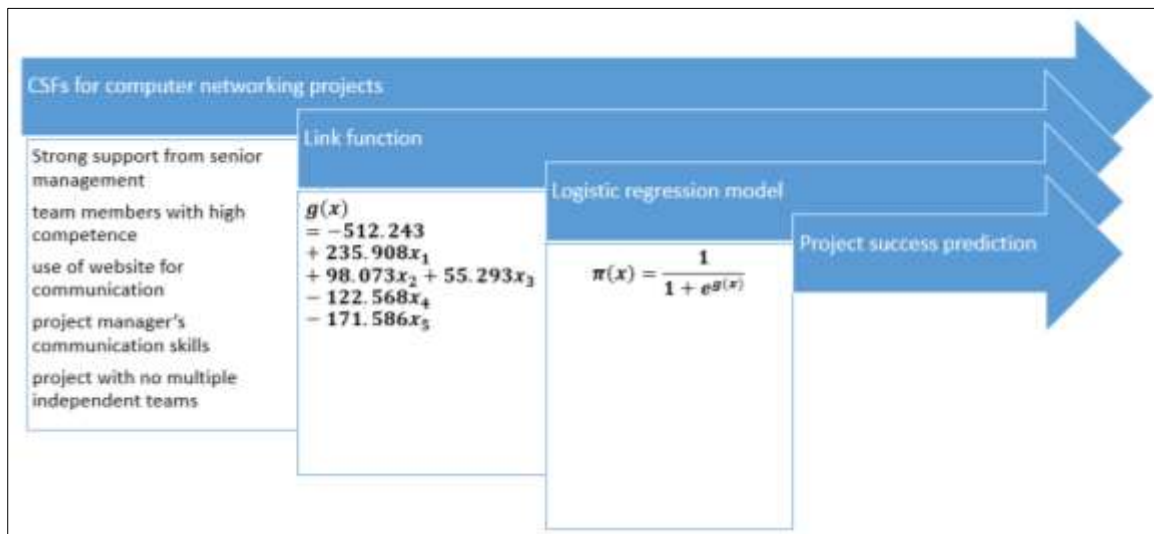 CSFs for computer networking projects
Strong support from senior
management
team members with high
competence
use of website for
communication
project manager's
communication skills
project with no multiple
independent teams
Link function
g(x)
= −512.243
+ 235.908x₁
+ 98.073x₂ + 55.293x₃
− 122.568x₄
− 171.586x₅
Logistic regression model
π(x) = 1 / (1 + e^g(x))
Project success prediction